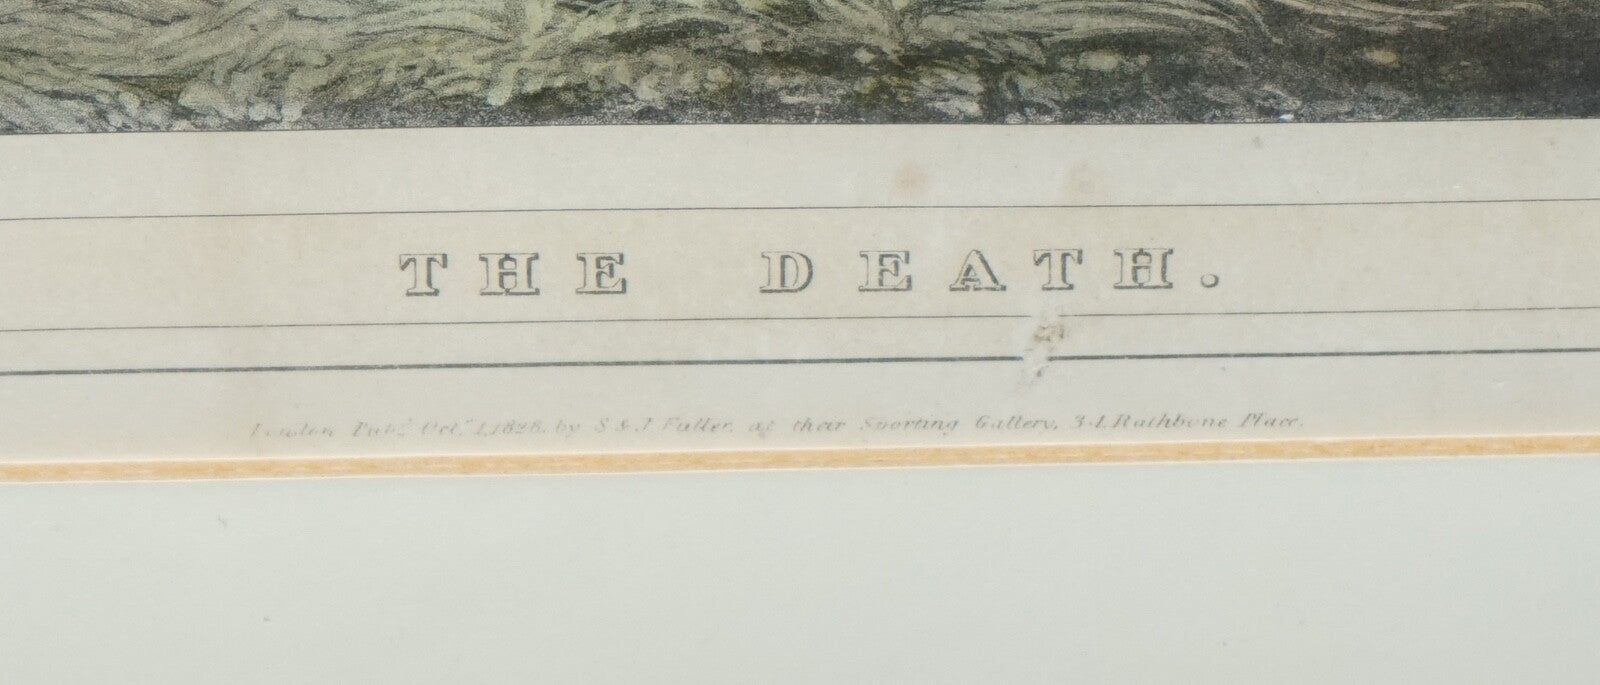 THE DEATH.
London Pub.d Oct.r 1, 1828, by S & J Fuller, at their Sporting Gallery, 34 Rathbone Place.